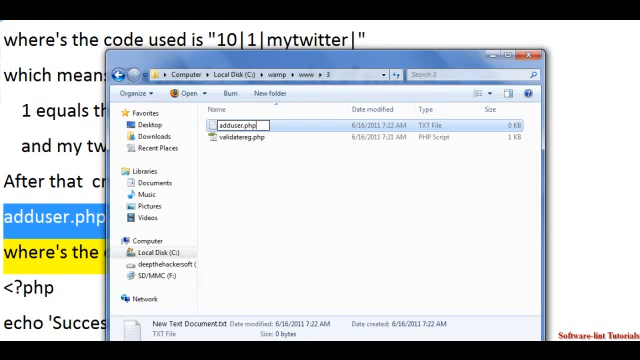 where's the code used is "10|1|mytwitter|"
which means
1 equals th
and my tw
After that cr
adduser.php
where's the c
<?php
echo 'Succes
Computer Local Disk (C:) wamp www 3
Search 3
Organize Open Burn New folder
Favorites
Desktop
Downloads
Recent Places
Libraries
Documents
Music
Pictures
Videos
Computer
Local Disk (C:)
deepthehackersoft (
SD/MMC (F:)
Network
Name Date modified Type Size
adduser.php 6/16/2011 7:22 AM TXT File 0 KB
validatereg.php 6/16/2011 7:21 AM PHP Script 1 KB
New Text Document.txt Date modified: 6/16/2011 7:22 AM Date created: 6/16/2011 7:22 AM
TXT File Size: 0 bytes
Software-lint Tutorials